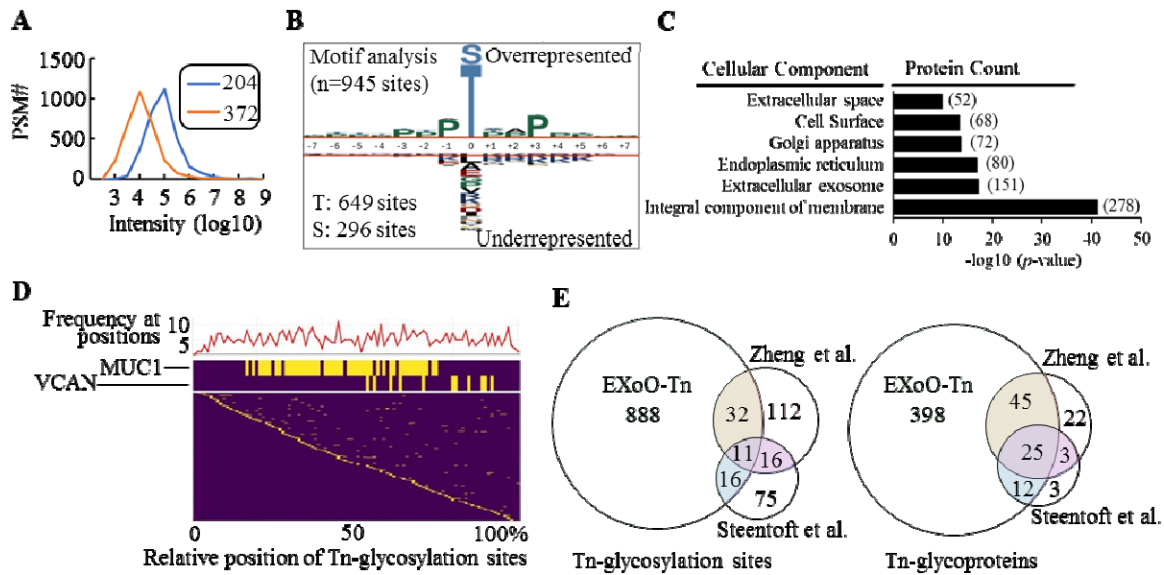 A
1500
1000
500
0
PSM#
3 4 5 6 7 8 9
Intensity (log10)
204
372
B
Motif analysis
(n=945 sites)
Overrepresented
S
T
P P P A P
-7 -6 -5 -4 -3 -2 -1 0 +1 +2 +3 +4 +5 +6 +7
T: 649 sites
S: 296 sites
Underrepresented
C
Cellular Component
Protein Count
Extracellular space (52)
Cell Surface (68)
Golgi apparatus (72)
Endoplasmic reticulum (80)
Extracellular exosome (151)
Integral component of membrane (278)
0 10 20 30 40 50
-log10 (p-value)
D
Frequency at
positions
10
5
MUC1
VCAN
0 50 100%
Relative position of Tn-glycosylation sites
E
EXoO-Tn
888
Zheng et al.
32
112
11
16
16
75
Steentoft et al.
Tn-glycosylation sites
EXoO-Tn
398
Zheng et al.
45
22
25
3
12
3
Steentoft et al.
Tn-glycoproteins